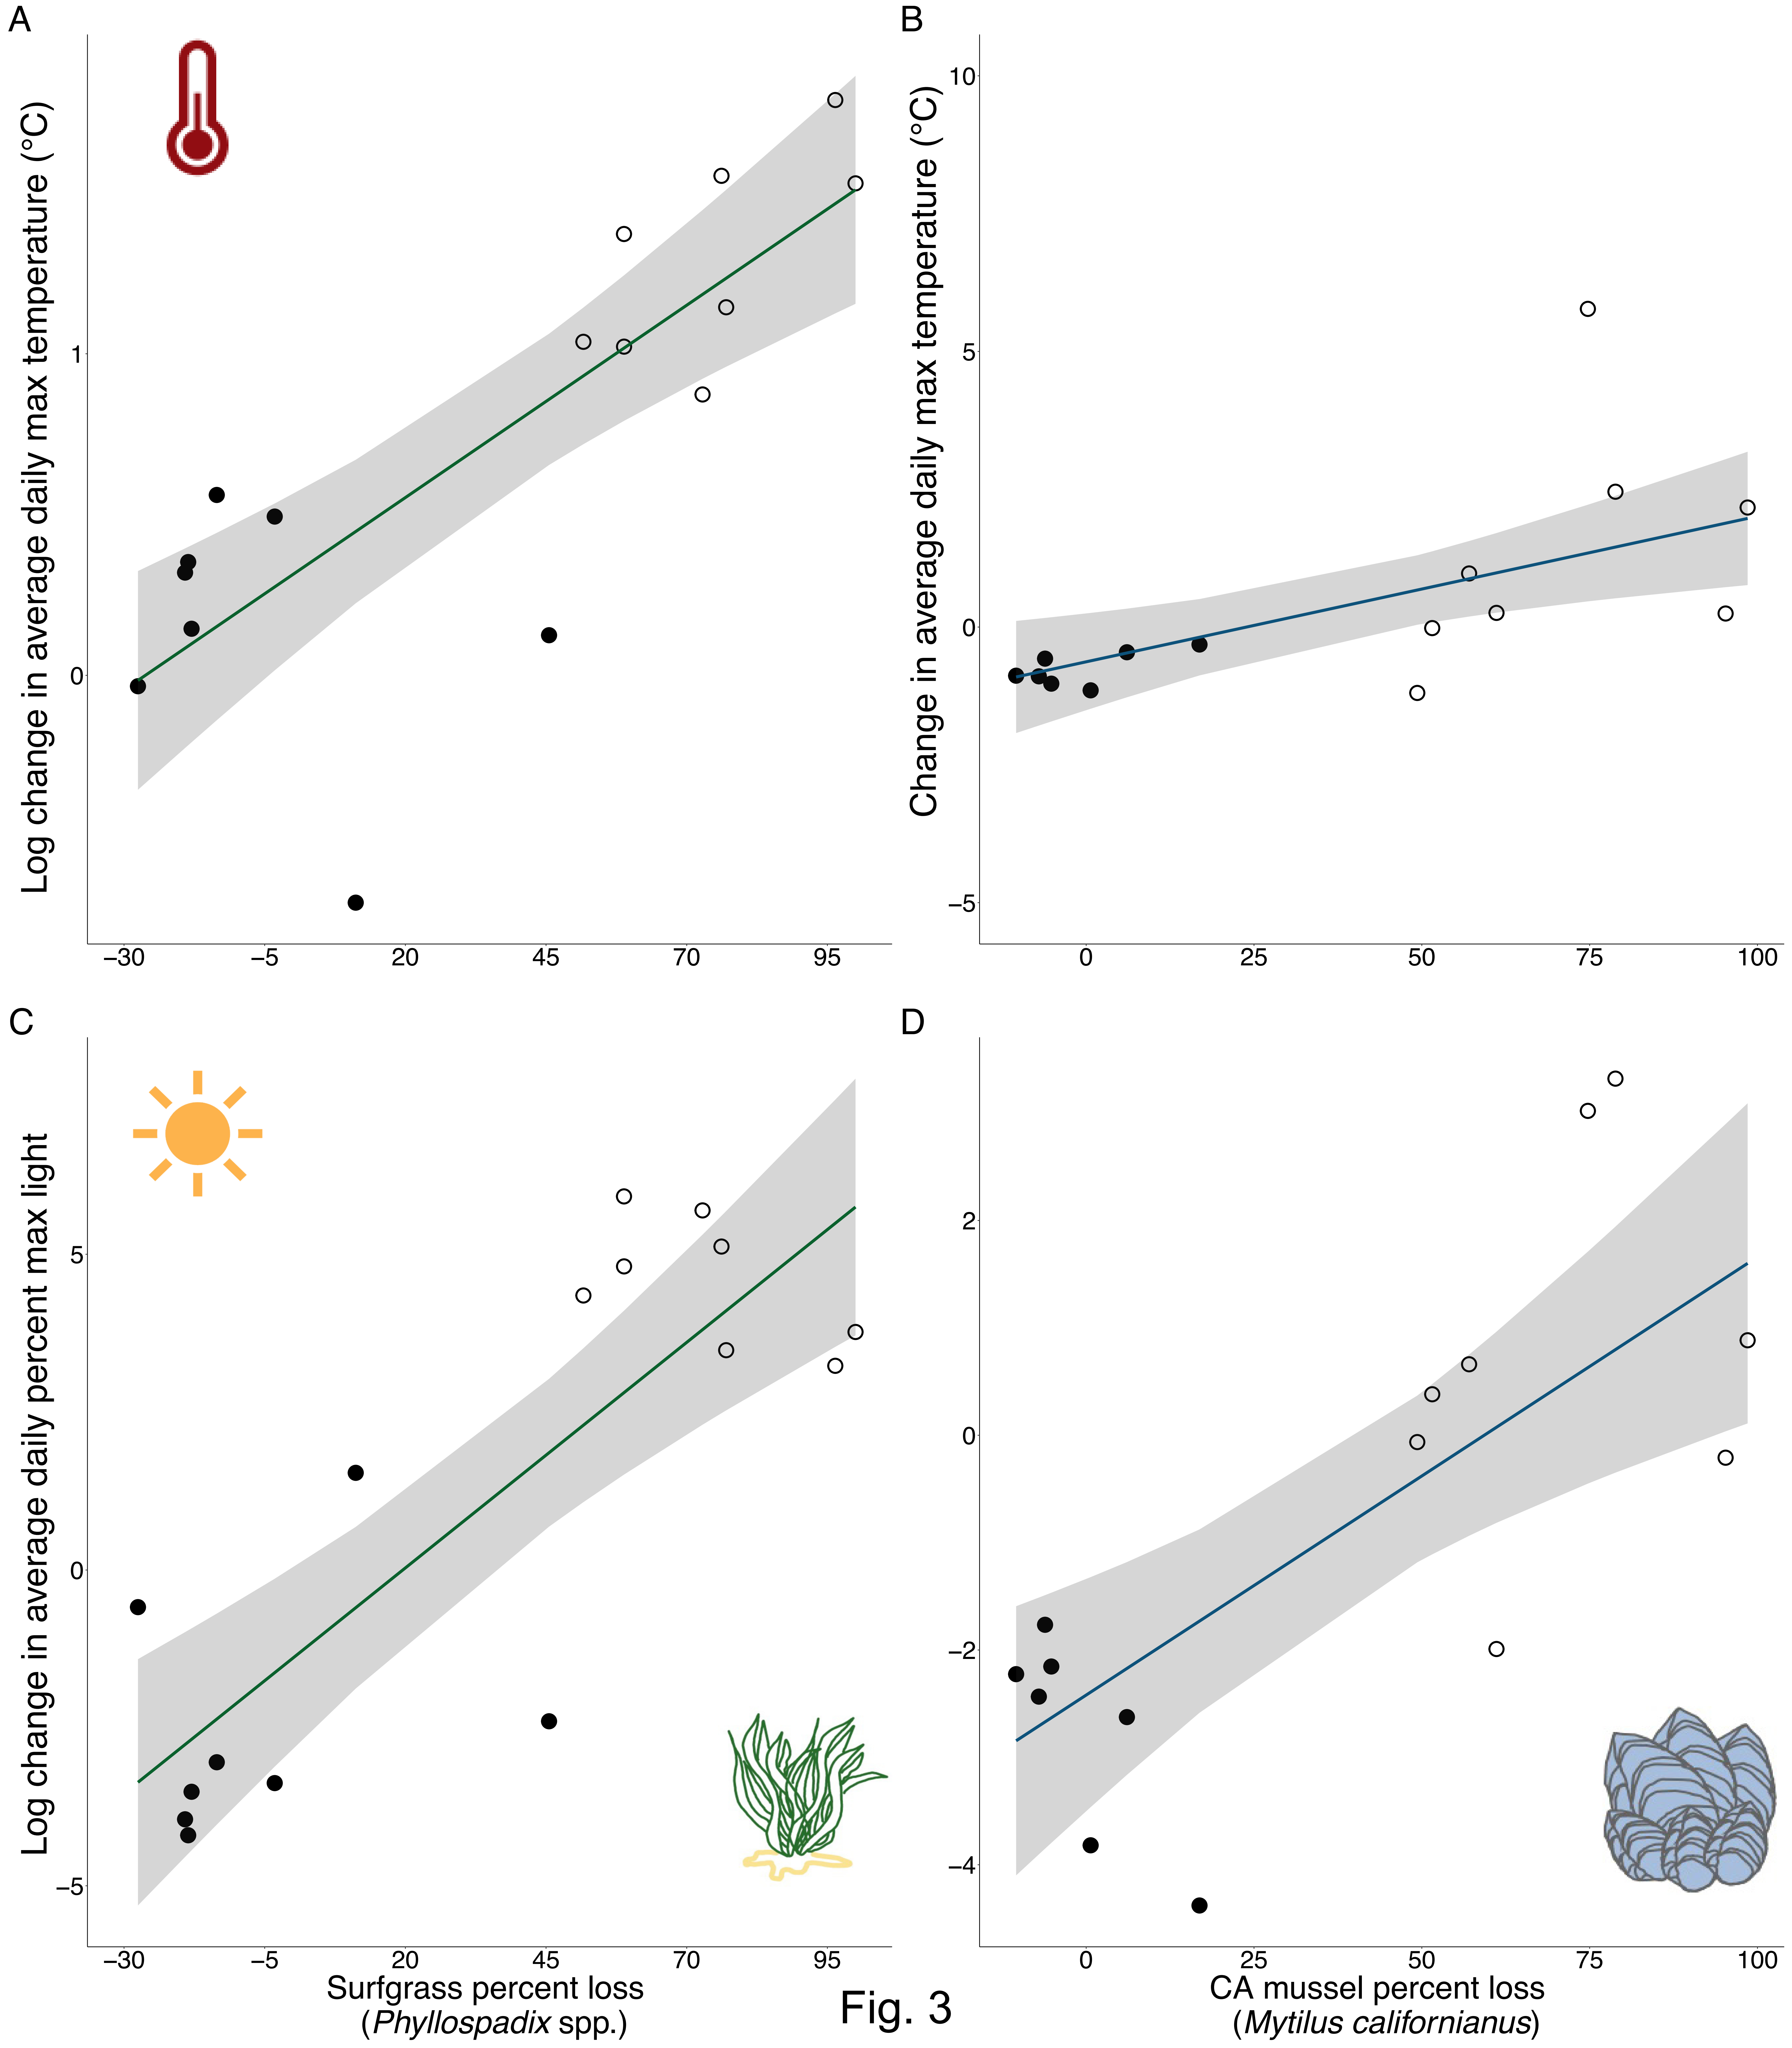 A
Log change in average daily max temperature (°C)
1
0
−30 −5 20 45 70 95
B
Change in average daily max temperature (°C)
10
5
0
−5
0 25 50 75 100
C
Log change in average daily percent max light
5
0
−5
−30 −5 20 45 70 95
Surfgrass percent loss
(Phyllospadix spp.)
D
2
0
−2
−4
0 25 50 75 100
CA mussel percent loss
(Mytilus californianus)
Fig. 3